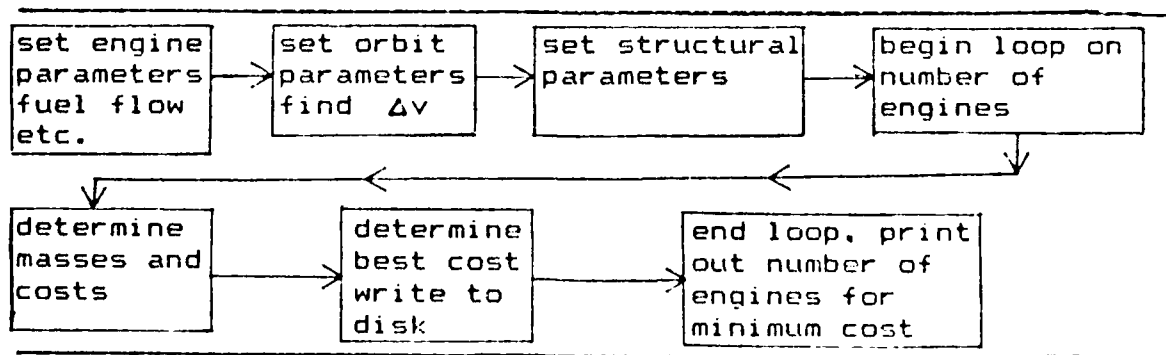 set engine
parameters
fuel flow
etc.
set orbit
parameters
find Δv
set structural
parameters
begin loop on
number of
engines
determine
masses and
costs
determine
best cost
write to
disk
end loop, print
out number of
engines for
minimum cost